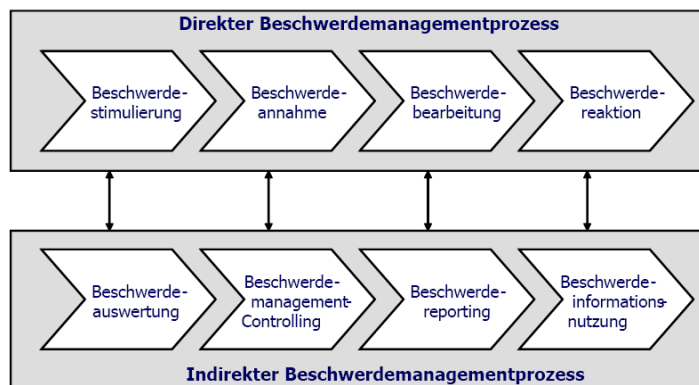 Direkter Beschwerdemanagementprozess
Beschwerde-
stimulierung
Beschwerde-
annahme
Beschwerde-
bearbeitung
Beschwerde-
reaktion
Beschwerde-
auswertung
Beschwerde-
management-
Controlling
Beschwerde-
reporting
Beschwerde-
informations-
nutzung
Indirekter Beschwerdemanagementprozess